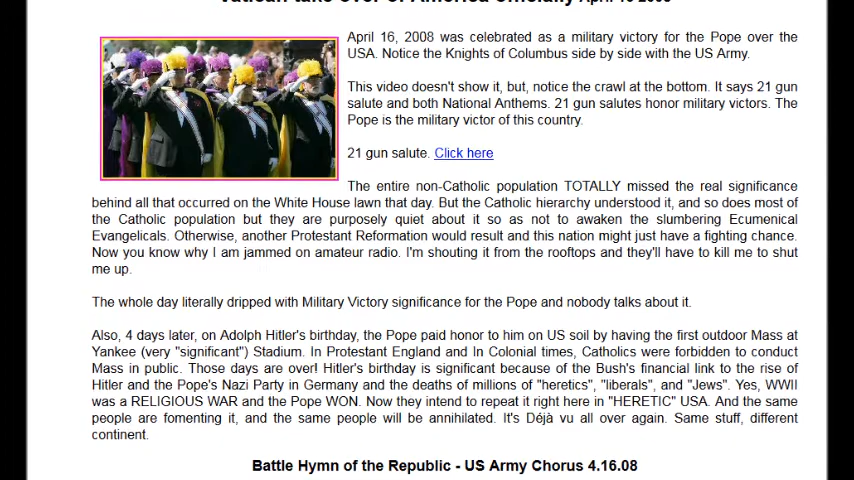 Vatican take over of America Officially April 16 2008
April 16, 2008 was celebrated as a military victory for the Pope over the
USA. Notice the Knights of Columbus side by side with the US Army.
This video doesn't show it, but, notice the crawl at the bottom. It says 21 gun
salute and both National Anthems. 21 gun salutes honor military victors. The
Pope is the military victor of this country.
21 gun salute. Click here
The entire non-Catholic population TOTALLY missed the real significance
behind all that occurred on the White House lawn that day. But the Catholic hierarchy understood it, and so does most of
the Catholic population but they are purposely quiet about it so as not to awaken the slumbering Ecumenical
Evangelicals. Otherwise, another Protestant Reformation would result and this nation might just have a fighting chance.
Now you know why I am jammed on amateur radio. I'm shouting it from the rooftops and they'll have to kill me to shut
me up.
The whole day literally dripped with Military Victory significance for the Pope and nobody talks about it.
Also, 4 days later, on Adolph Hitler's birthday, the Pope paid honor to him on US soil by having the first outdoor Mass at
Yankee (very "significant") Stadium. In Protestant England and In Colonial times, Catholics were forbidden to conduct
Mass in public. Those days are over! Hitler's birthday is significant because of the Bush's financial link to the rise of
Hitler and the Pope's Nazi Party in Germany and the deaths of millions of "heretics", "liberals", and "Jews". Yes, WWII
was a RELIGIOUS WAR and the Pope WON. Now they intend to repeat it right here in "HERETIC" USA. And the same
people are fomenting it, and the same people will be annihilated. It's Déjà vu all over again. Same stuff, different
continent.
Battle Hymn of the Republic - US Army Chorus 4.16.08